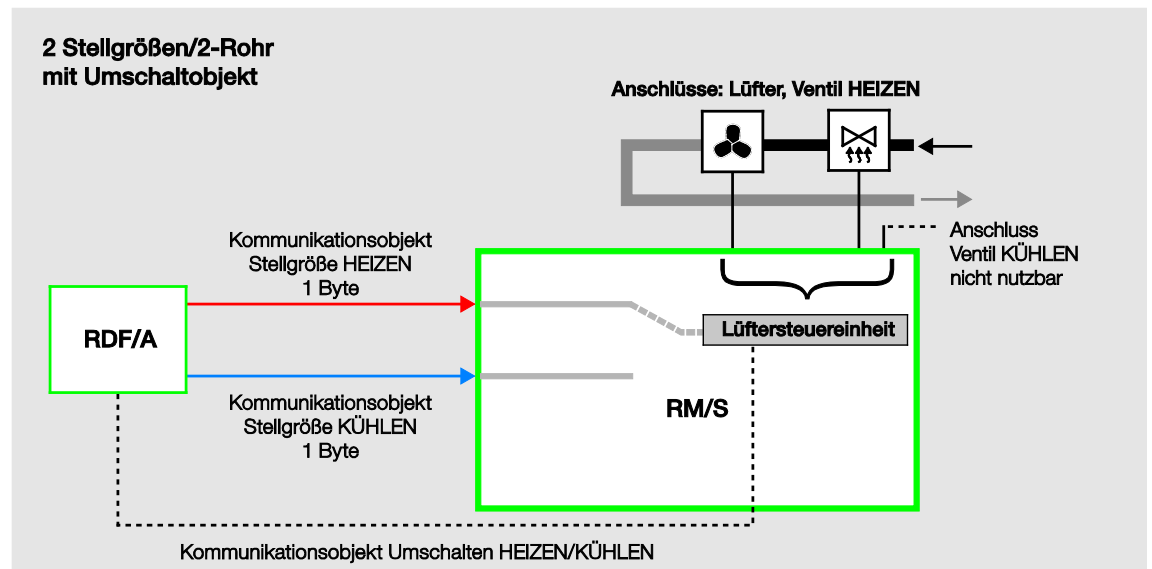 2 Stellgrößen/2-Rohr
mit Umschaltobjekt
Anschlüsse: Lüfter, Ventil HEIZEN
Anschluss
Ventil KÜHLEN
nicht nutzbar
Kommunikationsobjekt
Stellgröße HEIZEN
1 Byte
RDF/A
Lüftersteuereinheit
RM/S
Kommunikationsobjekt
Stellgröße KÜHLEN
1 Byte
Kommunikationsobjekt Umschalten HEIZEN/KÜHLEN